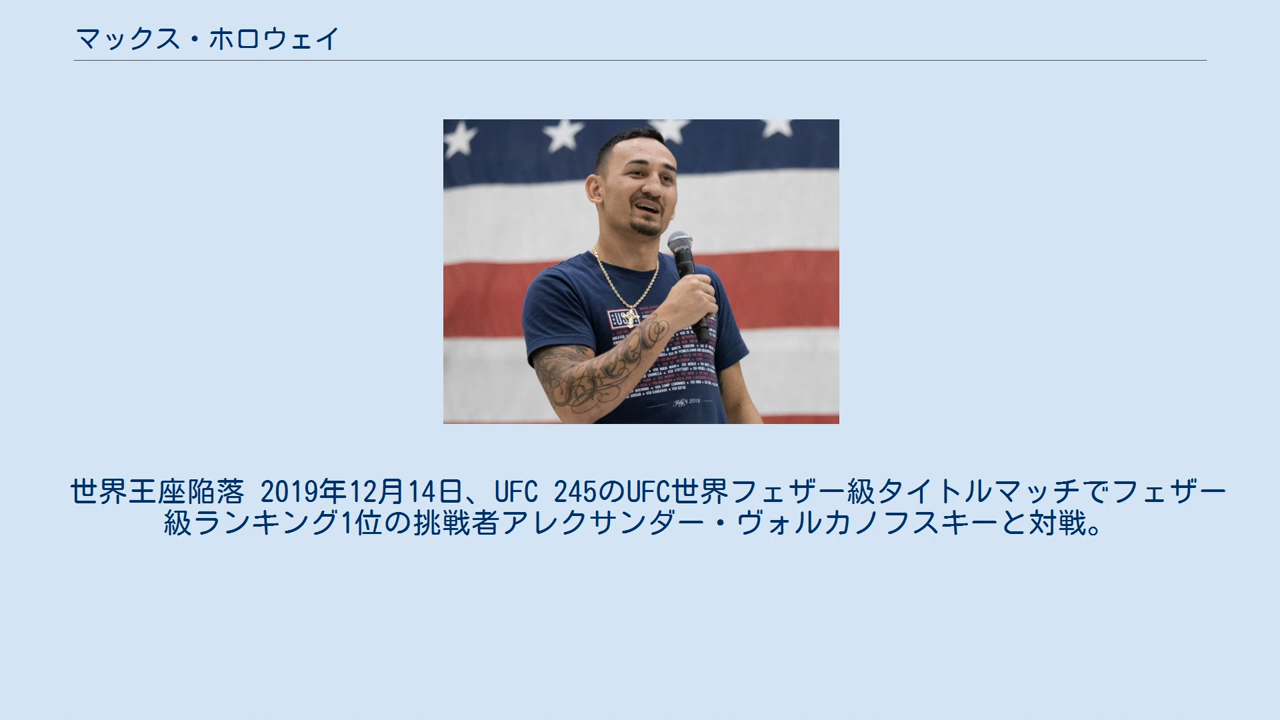 マックス・ホロウェイ
世界王座陥落 2019年12月14日、UFC 245のUFC世界フェザー級タイトルマッチでフェザー
級ランキング1位の挑戦者アレクサンダー・ヴォルカノフスキーと対戦。